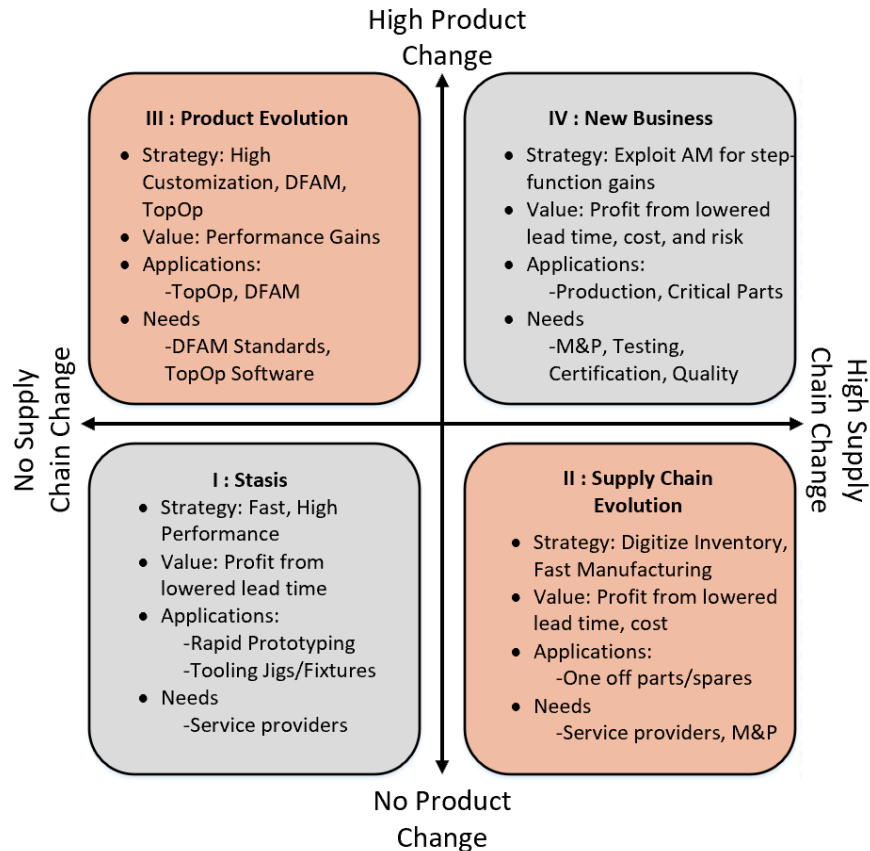 High Product
Change
III : Product Evolution
• Strategy: High
Customization, DFAM,
TopOp
• Value: Performance Gains
• Applications:
-TopOp, DFAM
• Needs
-DFAM Standards,
TopOp Software
IV : New Business
• Strategy: Exploit AM for step-
function gains
• Value: Profit from lowered
lead time, cost, and risk
• Applications:
-Production, Critical Parts
• Needs
-M&P, Testing,
Certification, Quality
No Supply
Chain Change
High Supply
Chain Change
I : Stasis
• Strategy: Fast, High
Performance
• Value: Profit from
lowered lead time
• Applications:
-Rapid Prototyping
-Tooling Jigs/Fixtures
• Needs
-Service providers
II : Supply Chain
Evolution
• Strategy: Digitize Inventory,
Fast Manufacturing
• Value: Profit from lowered
lead time, cost
• Applications:
-One off parts/spares
• Needs
-Service providers, M&P
No Product
Change